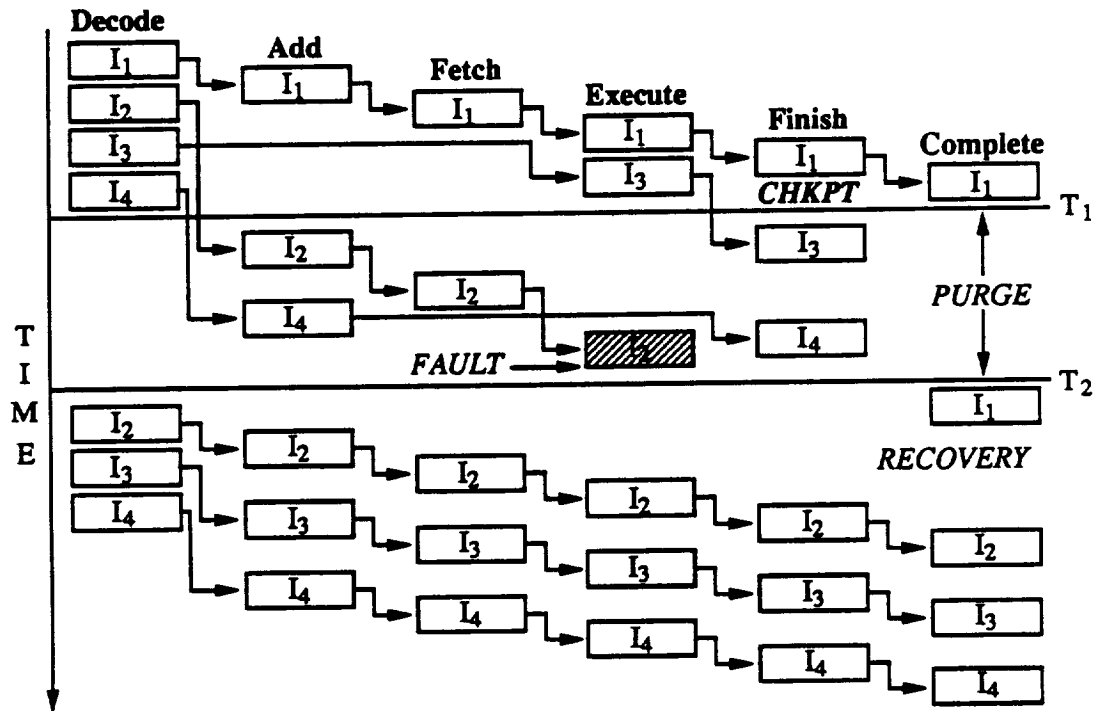 Decode
Add
Fetch
Execute
Finish
Complete
I1
I1
I1
I1
I1
I1
I2
I3
I3
I4
CHKPT
T1
I2
I3
I2
PURGE
I4
I4
FAULT
T2
TIME
I1
I2
I2
I2
I2
I2
I2
RECOVERY
I3
I3
I3
I3
I3
I3
I4
I4
I4
I4
I4
I4